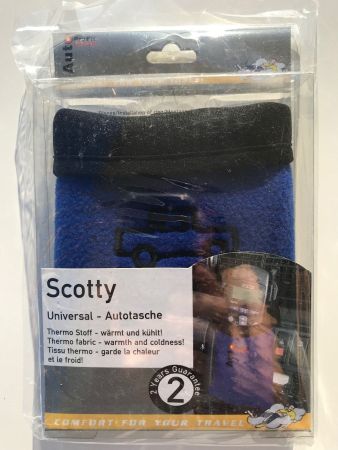 Auto
Scotty
Universal - Autotasche
Thermo Stoff - wärmt und kühlt!
Thermo fabric - warmth and coldness!
Tissu thermo - garde la chaleur
et le froid!
2 Years Guarantee
2
COMFORT·FOR YOUR TRAVEL